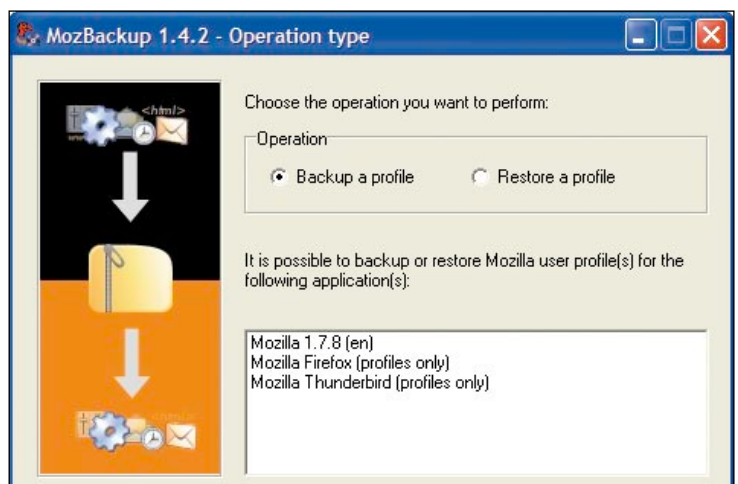 MozBackup 1.4.2 - Operation type
<html>
Choose the operation you want to perform:
Operation
Backup a profile
Restore a profile
It is possible to backup or restore Mozilla user profile(s) for the
following application(s):
Mozilla 1.7.8 (en)
Mozilla Firefox (profiles only)
Mozilla Thunderbird (profiles only)